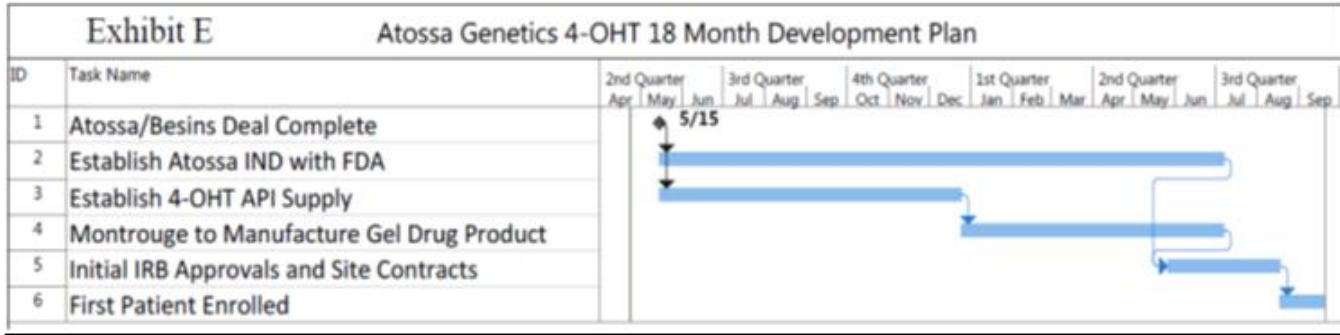 Exhibit E Atossa Genetics 4-OHT 18 Month Development Plan
ID Task Name 2nd Quarter 3rd Quarter 4th Quarter 1st Quarter 2nd Quarter 3rd Quarter
Apr May Jun Jul Aug Sep Oct Nov Dec Jan Feb Mar Apr May Jun Jul Aug Sep
1 Atossa/Besins Deal Complete 5/15
2 Establish Atossa IND with FDA
3 Establish 4-OHT API Supply
4 Montrouge to Manufacture Gel Drug Product
5 Initial IRB Approvals and Site Contracts
6 First Patient Enrolled